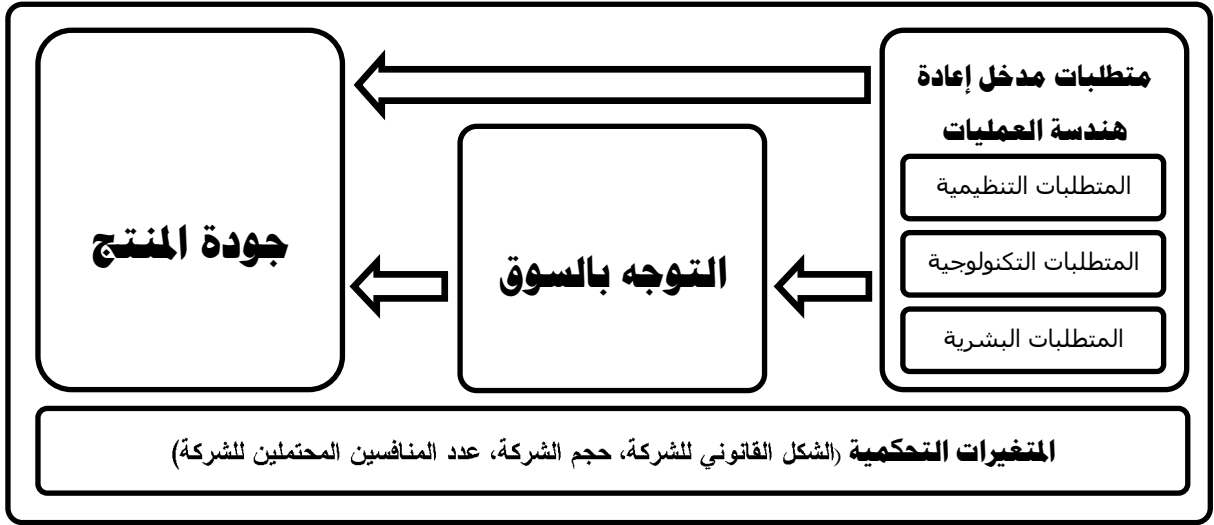 متطلبات مدخل إعادة
هندسة العمليات
المتطلبات التنظيمية
المتطلبات التكنولوجية
المتطلبات البشرية
التوجه بالسوق
جودة المنتج
المتغيرات التحكمية (الشكل القانوني للشركة، حجم الشركة، عدد المنافسين المحتملين للشركة)